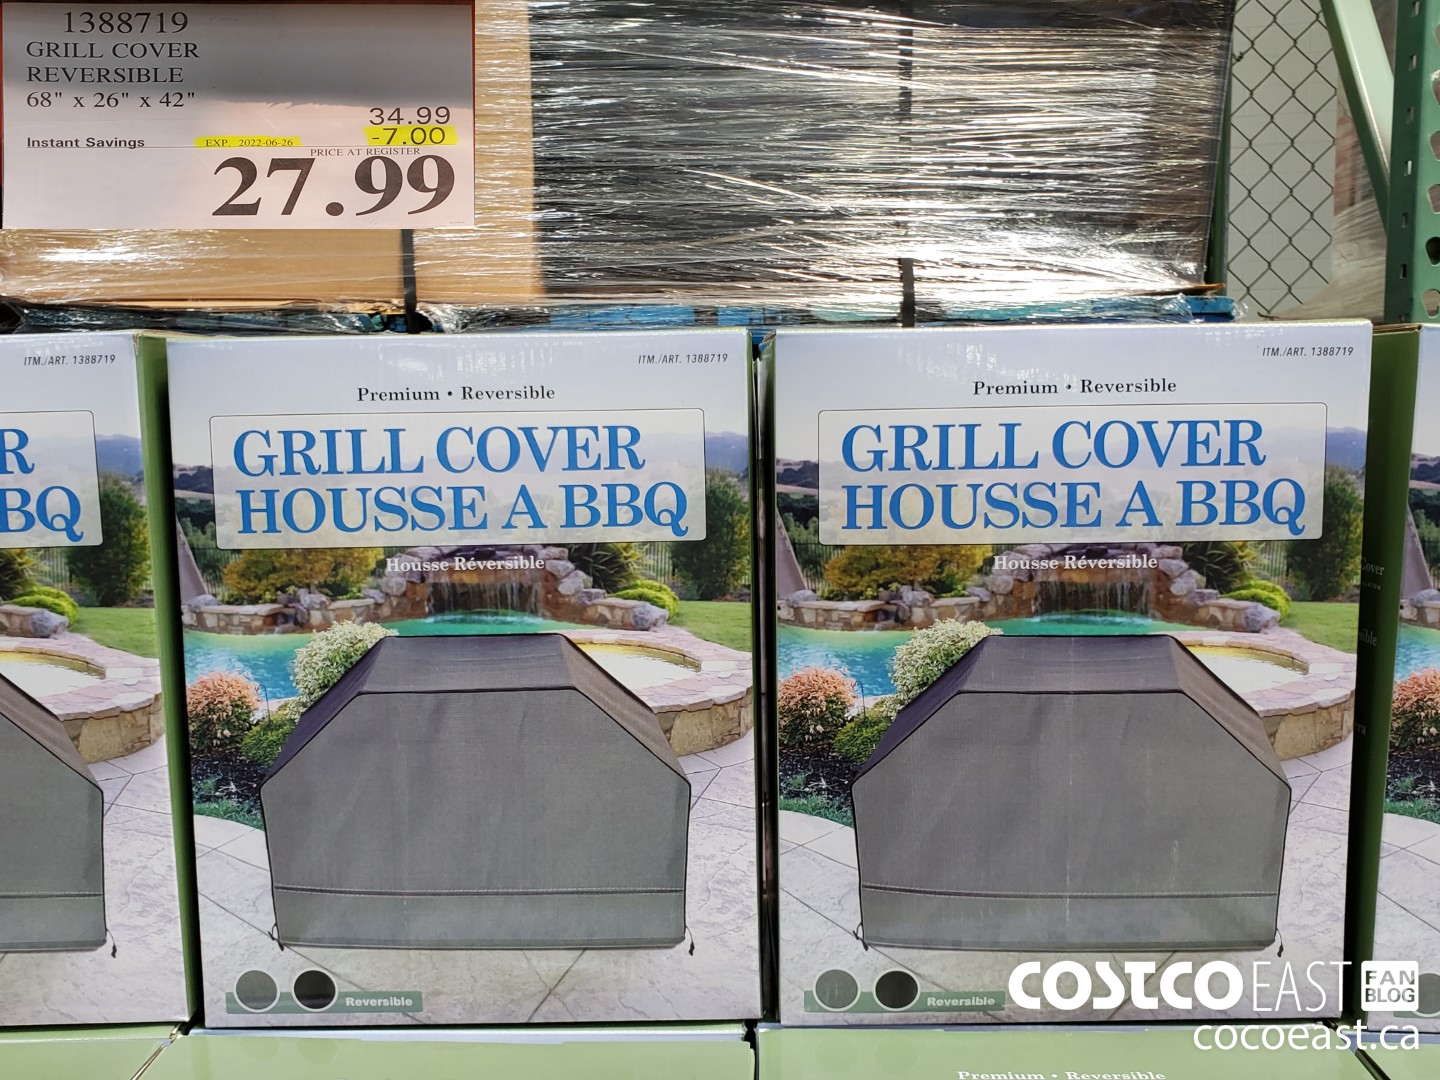 1388719
GRILL COVER
REVERSIBLE
68" x 26" x 42"
34.99
-7.00
Instant Savings
EXP. 2022-06-26
PRICE AT REGISTER
27.99
ITM./ART. 1388719
R
BBQ
ITM./ART. 1388719
Premium • Reversible
GRILL COVER
HOUSSE A BBQ
Housse Réversible
Reversible
ITM./ART. 1388719
Premium • Reversible
GRILL COVER
HOUSSE A BBQ
Housse Réversible
Reversible
Cover
COSTCO EAST FAN
BLOG
cocoeast.ca
Premium • Reversible